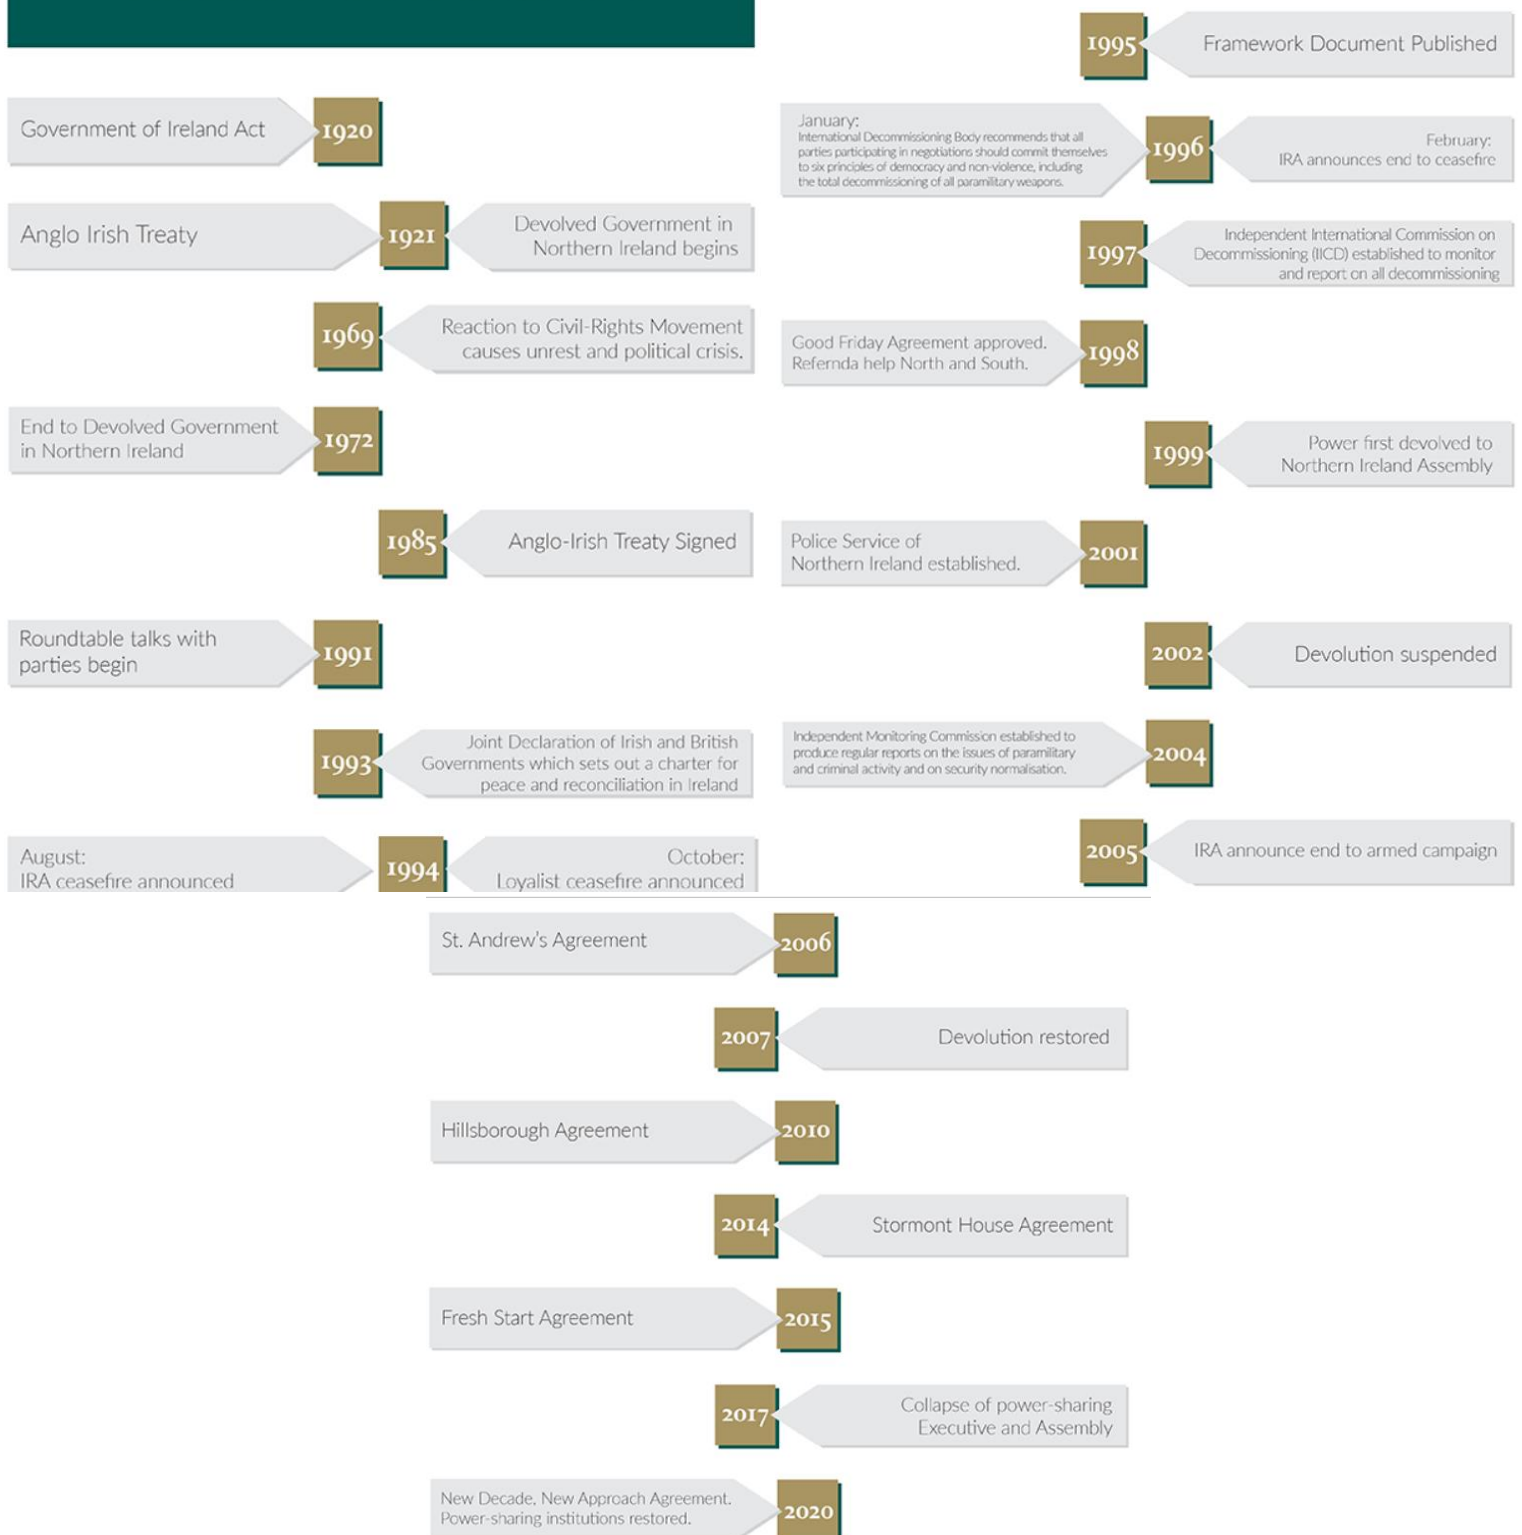 Government of Ireland Act
1920
Anglo Irish Treaty
1921
Devolved Government in
Northern Ireland begins
1969
Reaction to Civil-Rights Movement
causes unrest and political crisis.
End to Devolved Government
in Northern Ireland
1972
1985
Anglo-Irish Treaty Signed
Roundtable talks with
parties begin
1991
1993
Joint Declaration of Irish and British
Governments which sets out a charter for
peace and reconciliation in Ireland
August:
IRA ceasefire announced
1994
October:
Loyalist ceasefire announced
1995
Framework Document Published
January:
International Decommissioning Body recommends that all
parties participating in negotiations should commit themselves
to six principles of democracy and non-violence, including
the total decommissioning of all paramilitary weapons.
1996
February:
IRA announces end to ceasefire
1997
Independent International Commission on
Decommissioning (IICD) established to monitor
and report on all decommissioning
Good Friday Agreement approved.
Refernda help North and South.
1998
1999
Power first devolved to
Northern Ireland Assembly
Police Service of
Northern Ireland established.
2001
2002
Devolution suspended
Independent Monitoring Commission established to
produce regular reports on the issues of paramilitary
and criminal activity and on security normalisation.
2004
2005
IRA announce end to armed campaign
St. Andrew's Agreement
2006
2007
Devolution restored
Hillsborough Agreement
2010
2014
Stormont House Agreement
Fresh Start Agreement
2015
2017
Collapse of power-sharing
Executive and Assembly
New Decade, New Approach Agreement.
Power-sharing institutions restored.
2020